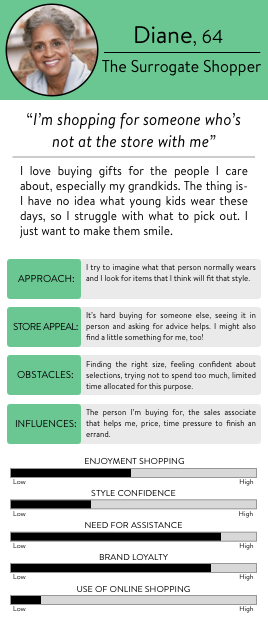 Diane, 64
The Surrogate Shopper
“I’m shopping for someone who’s
not at the store with me”
I love buying gifts for the people I care
about, especially my grandkids. The thing is-
I have no idea what young kids wear these
days, so I struggle with what to pick out. I
just want to make them smile.
APPROACH:
I try to imagine what that person normally wears
and I look for items that I think will fit that style.
STORE APPEAL:
It’s hard buying for someone else, seeing it in
person and asking for advice helps. I might also
find a little something for me, too!
OBSTACLES:
Finding the right size, feeling confident about
selections, trying not to spend too much, limited
time allocated for this purpose.
INFLUENCES:
The person I’m buying for, the sales associate
that helps me, price, time pressure to finish an
errand.
ENJOYMENT SHOPPING
Low High
STYLE CONFIDENCE
Low High
NEED FOR ASSISTANCE
Low High
BRAND LOYALTY
Low High
USE OF ONLINE SHOPPING
Low High